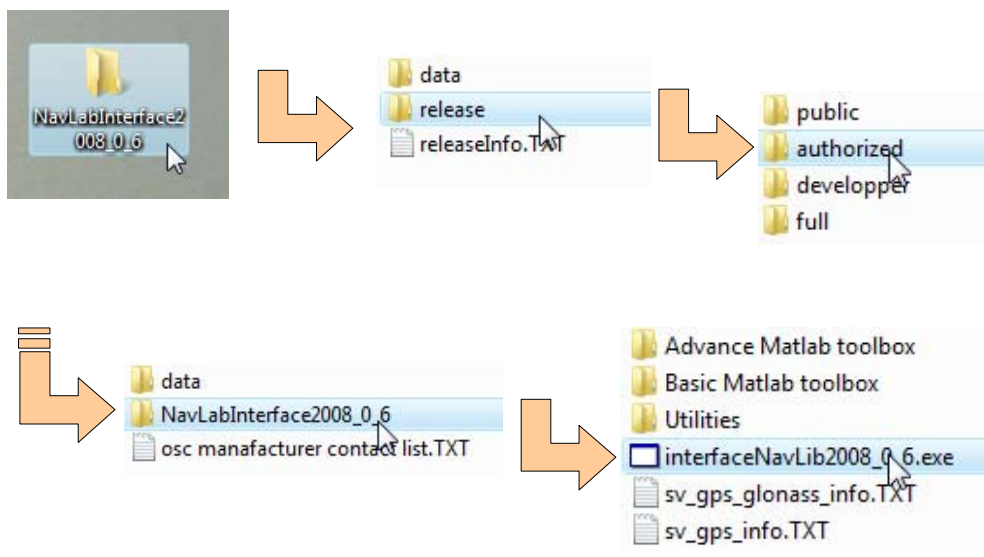 NavLabInterface2
008_0_6
data
release
releaseInfo.TXT
public
authorized
developper
full
data
NavLabInterface2008_0_6
osc manafacturer contact list.TXT
Advance Matlab toolbox
Basic Matlab toolbox
Utilities
interfaceNavLib2008_0_6.exe
sv_gps_glonass_info.TXT
sv_gps_info.TXT